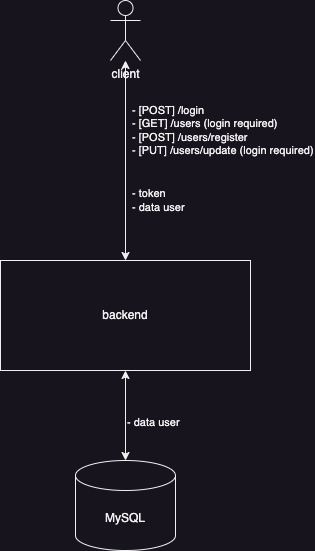 client
- [POST] /login
- [GET] /users (login required)
- [POST] /users/register
- [PUT] /users/update (login required)
- token
- data user
backend
- data user
MySQL